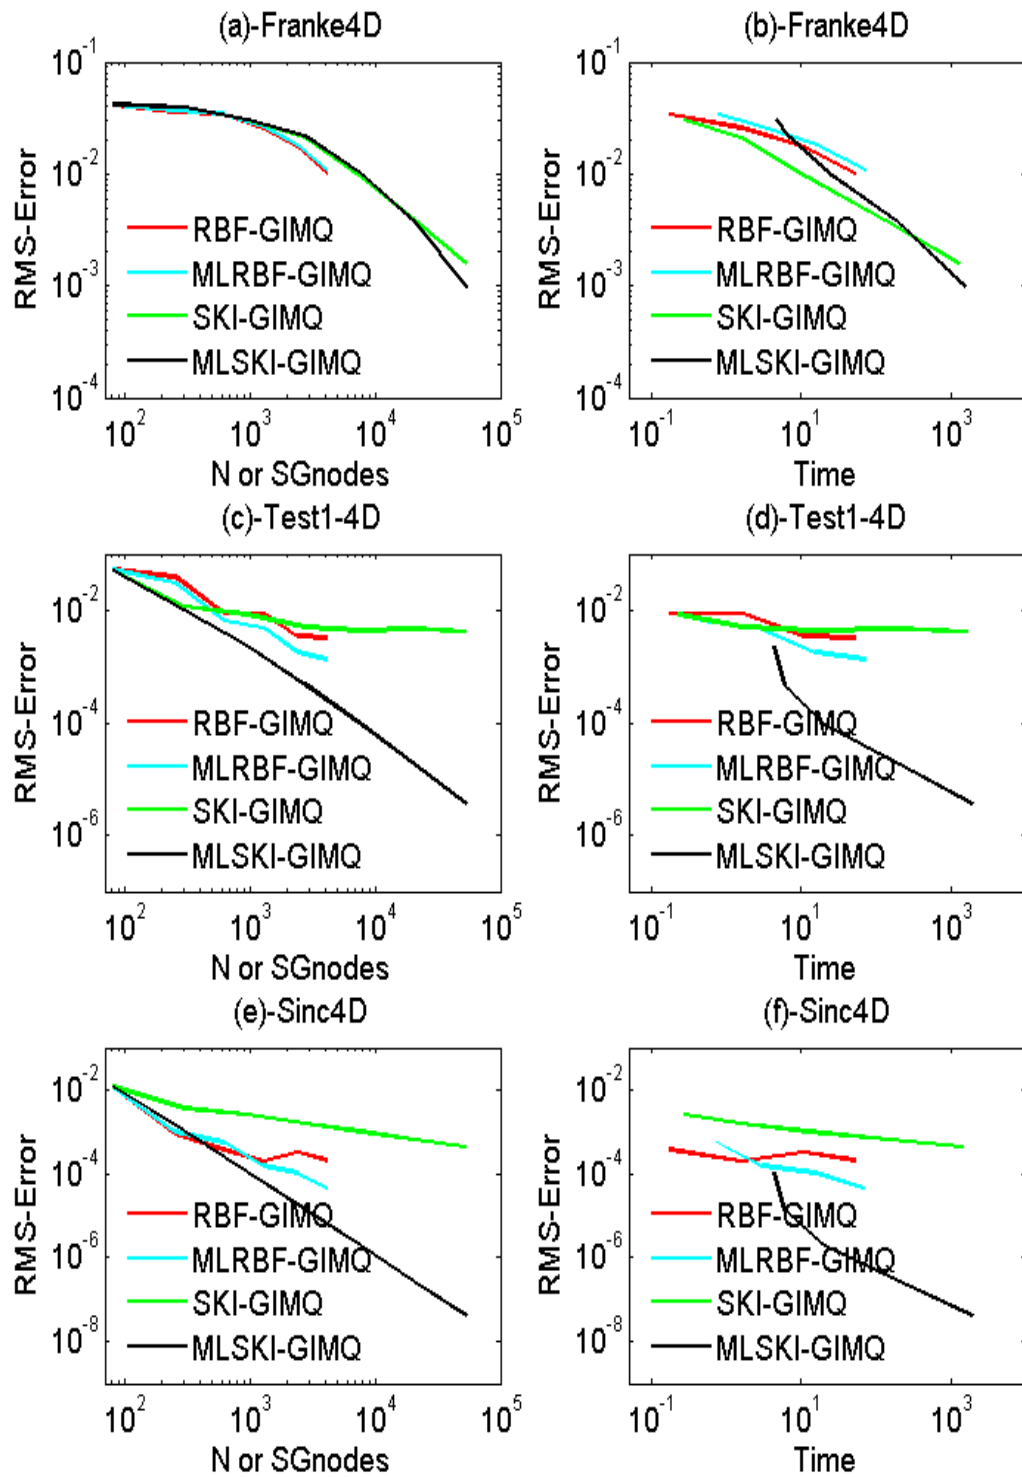 (a)-Franke4D
10^-1
10^-2
10^-3
10^-4
RMS-Error
RBF-GIMQ
MLRBF-GIMQ
SKI-GIMQ
MLSKI-GIMQ
10^2 10^3 10^4 10^5
N or SGnodes
(b)-Franke4D
10^-1
10^-2
10^-3
10^-4
RMS-Error
RBF-GIMQ
MLRBF-GIMQ
SKI-GIMQ
MLSKI-GIMQ
10^-1 10^1 10^3
Time
(c)-Test1-4D
10^-2
10^-4
10^-6
RMS-Error
RBF-GIMQ
MLRBF-GIMQ
SKI-GIMQ
MLSKI-GIMQ
10^2 10^3 10^4 10^5
N or SGnodes
(d)-Test1-4D
10^-2
10^-4
10^-6
RMS-Error
RBF-GIMQ
MLRBF-GIMQ
SKI-GIMQ
MLSKI-GIMQ
10^-1 10^1 10^3
Time
(e)-Sinc4D
10^-2
10^-4
10^-6
10^-8
RMS-Error
RBF-GIMQ
MLRBF-GIMQ
SKI-GIMQ
MLSKI-GIMQ
10^2 10^3 10^4 10^5
N or SGnodes
(f)-Sinc4D
10^-2
10^-4
10^-6
10^-8
RMS-Error
RBF-GIMQ
MLRBF-GIMQ
SKI-GIMQ
MLSKI-GIMQ
10^-1 10^1 10^3
Time